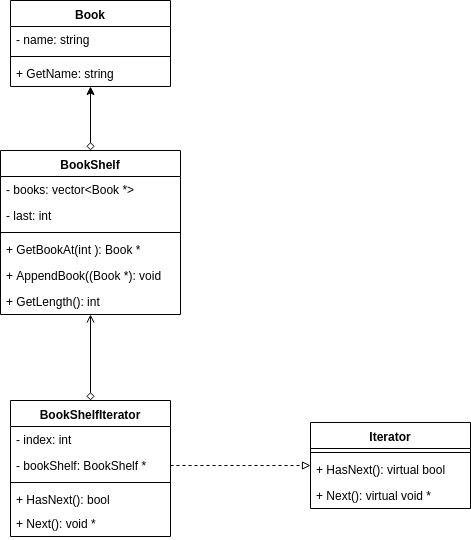 Book
- name: string
+ GetName: string
BookShelf
- books: vector<Book *>
- last: int
+ GetBookAt(int ): Book *
+ AppendBook((Book *): void
+ GetLength(): int
BookShelfIterator
- index: int
- bookShelf: BookShelf *
+ HasNext(): bool
+ Next(): void *
Iterator
+ HasNext(): virtual bool
+ Next(): virtual void *